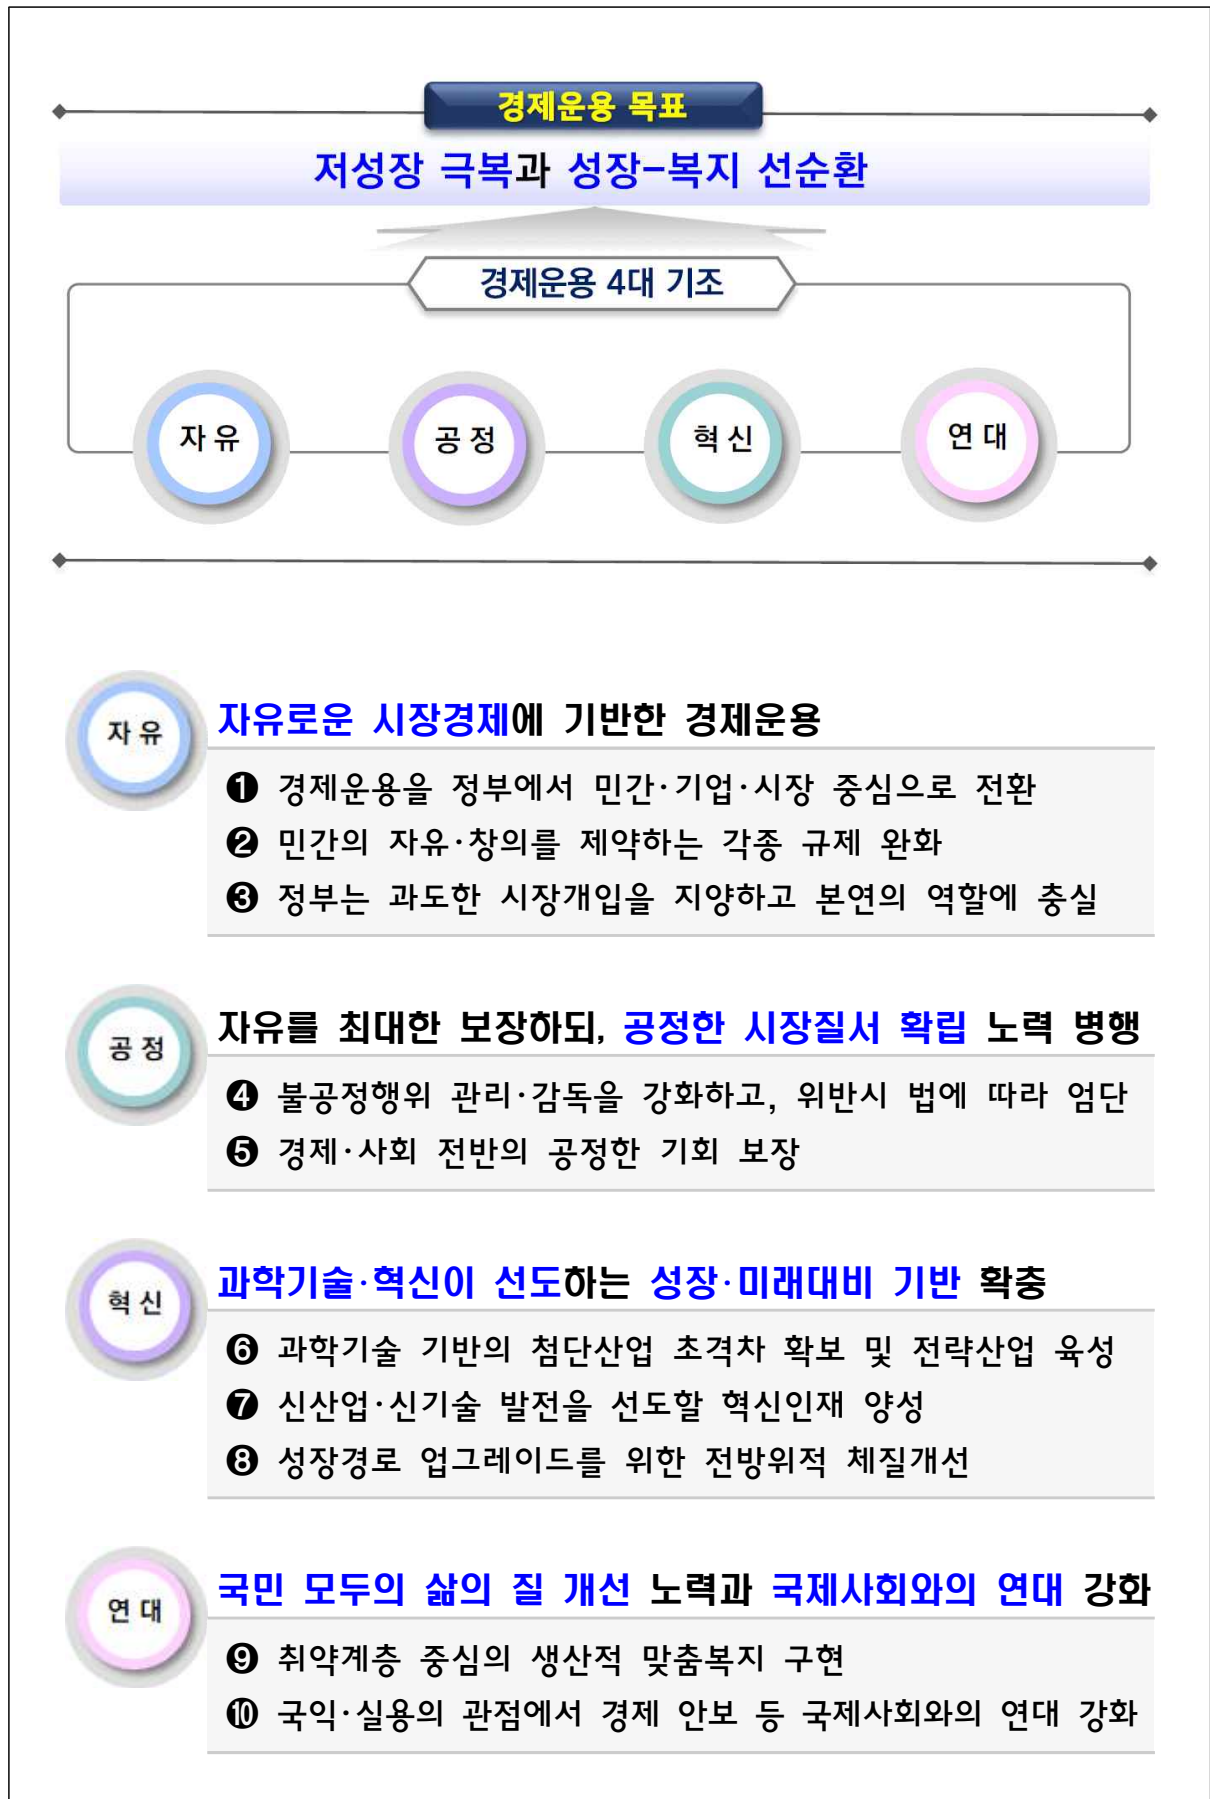 경제운용 목표
저성장 극복과 성장-복지 선순환
경제운용 4대 기조
자유 공정 혁신 연대
자유
자유로운 시장경제에 기반한 경제운용
❶ 경제운용을 정부에서 민간·기업·시장 중심으로 전환
❷ 민간의 자유·창의를 제약하는 각종 규제 완화
❸ 정부는 과도한 시장개입을 지양하고 본연의 역할에 충실
공정
자유를 최대한 보장하되, 공정한 시장질서 확립 노력 병행
❹ 불공정행위 관리·감독을 강화하고, 위반시 법에 따라 엄단
❺ 경제·사회 전반의 공정한 기회 보장
혁신
과학기술·혁신이 선도하는 성장·미래대비 기반 확충
❻ 과학기술 기반의 첨단산업 초격차 확보 및 전략산업 육성
❼ 신산업·신기술 발전을 선도할 혁신인재 양성
❽ 성장경로 업그레이드를 위한 전방위적 체질개선
연대
국민 모두의 삶의 질 개선 노력과 국제사회와의 연대 강화
❾ 취약계층 중심의 생산적 맞춤복지 구현
❿ 국익·실용의 관점에서 경제 안보 등 국제사회와의 연대 강화